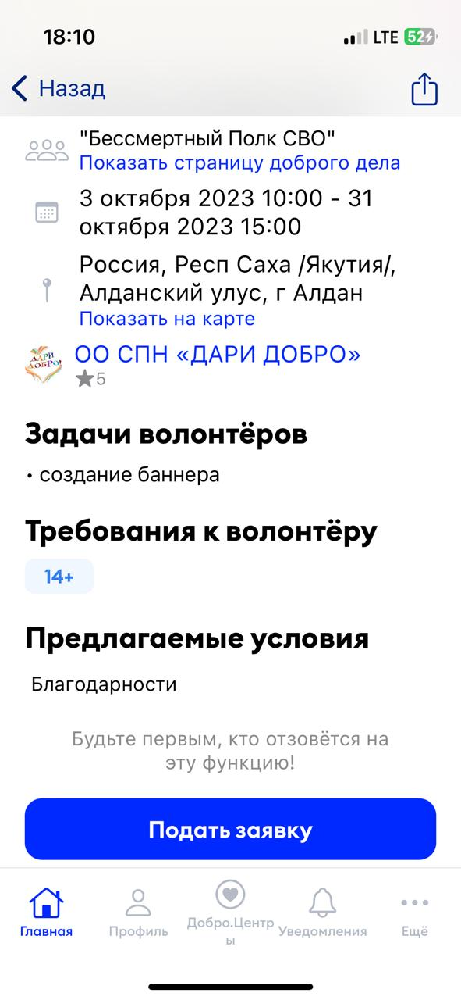 18:10
LTE 52
Назад
"Бессмертный Полк СВО"
Показать страницу доброго дела
3 октября 2023 10:00 - 31
октября 2023 15:00
Россия, Респ Саха /Якутия/,
Алданский улус, г Алдан
Показать на карте
ДАРИ
ДОБРО!
ОО СПН «ДАРИ ДОБРО»
5
Задачи волонтёров
• создание баннера
Требования к волонтёру
14+
Предлагаемые условия
Благодарности
Будьте первым, кто отзовётся на
эту функцию!
Подать заявку
Главная
Профиль
Добро.Центр
ы
Уведомления
Ещё